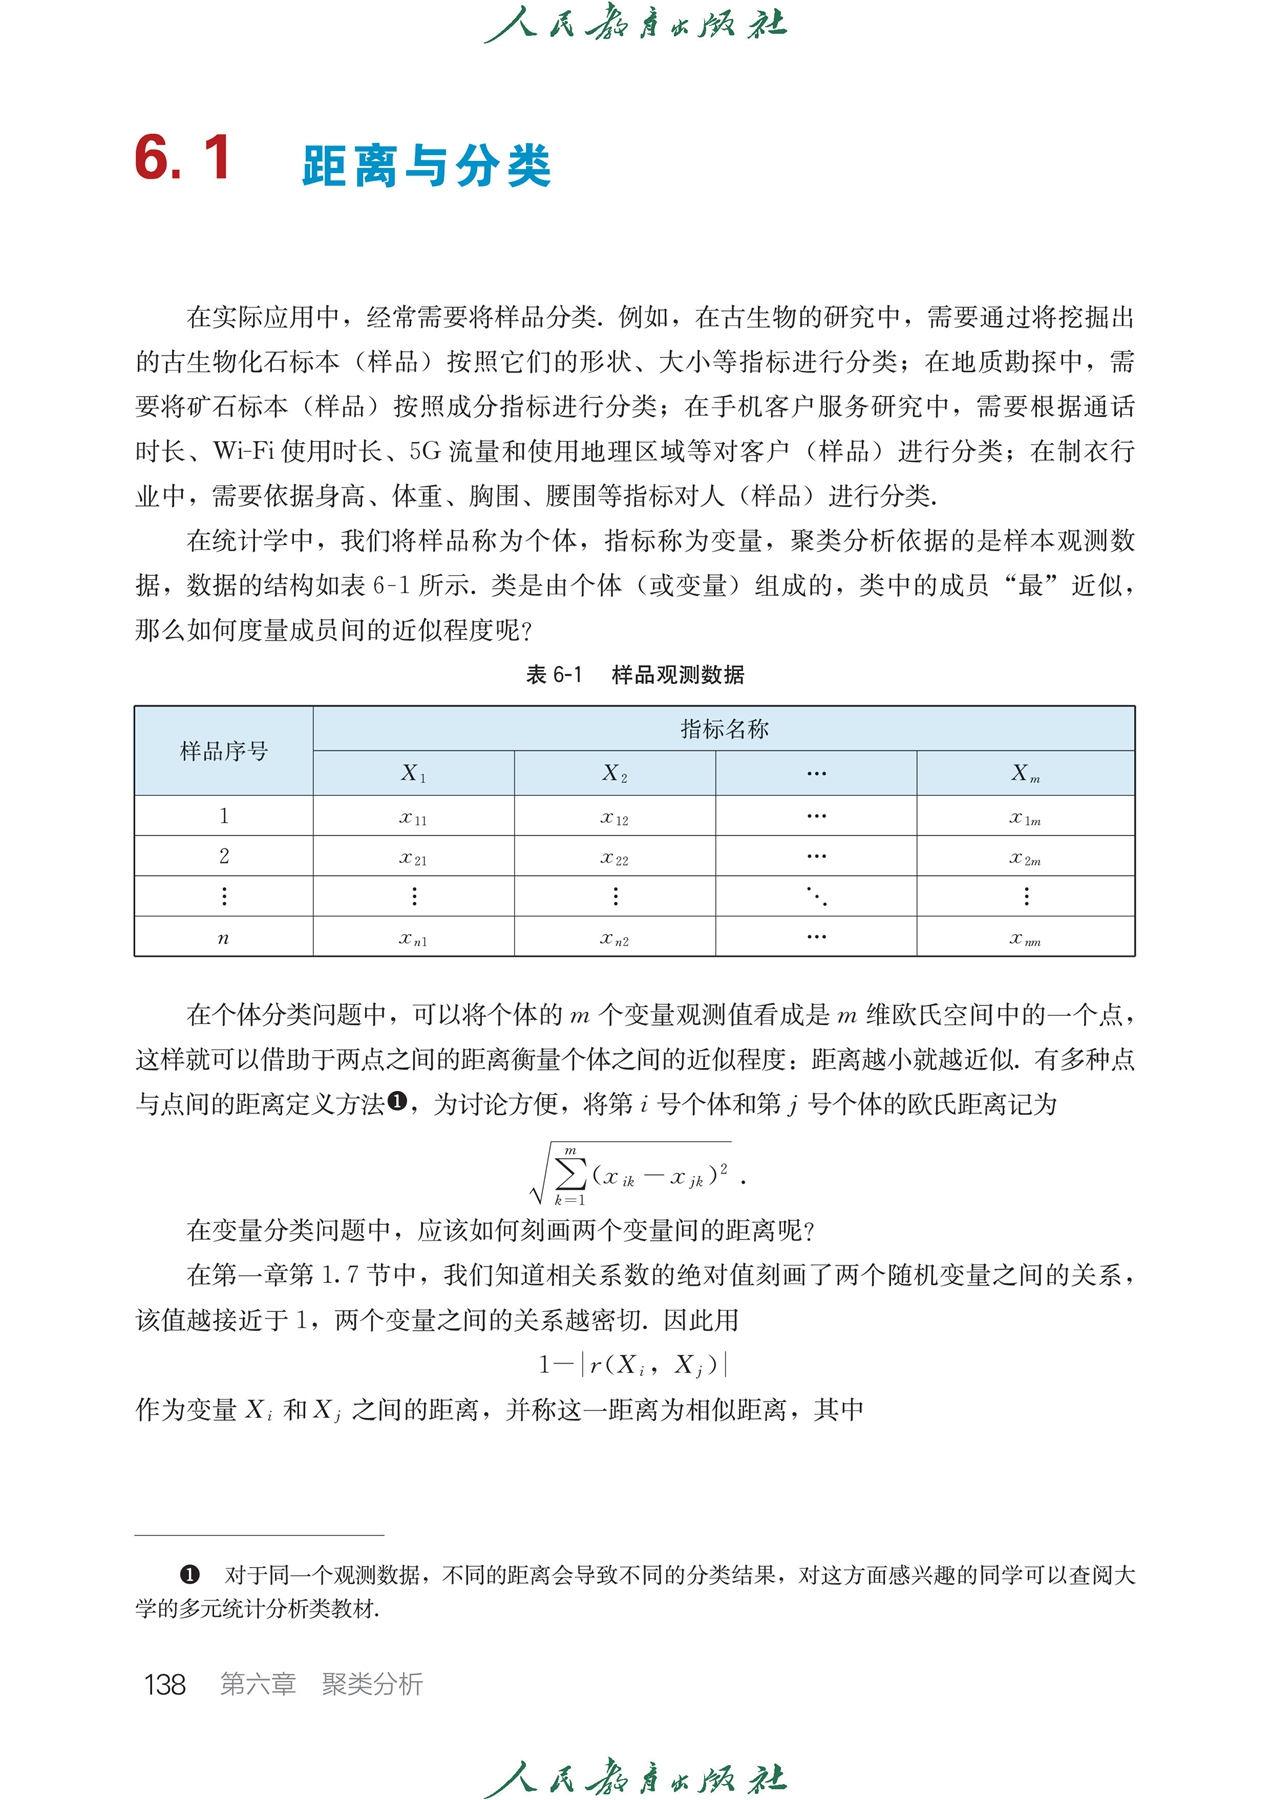 人民教育出版社
6.1 距离与分类
在实际应用中，经常需要将样品分类. 例如，在古生物的研究中，需要通过将挖掘出
的古生物化石标本（样品）按照它们的形状、大小等指标进行分类；在地质勘探中，需
要将矿石标本（样品）按照成分指标进行分类；在手机客户服务研究中，需要根据通话
时长、Wi-Fi 使用时长、5G 流量和使用地理区域等对客户（样品）进行分类；在制衣行
业中，需要依据身高、体重、胸围、腰围等指标对人（样品）进行分类.
在统计学中，我们将样品称为个体，指标称为变量，聚类分析依据的是样本观测数
据，数据的结构如表 6-1 所示. 类是由个体（或变量）组成的，类中的成员“最”近似，
那么如何度量成员间的近似程度呢？
表 6-1 样品观测数据
样品序号 指标名称
X₁ X₂ … Xₘ
1 x₁₁ x₁₂ … x₁ₘ
2 x₂₁ x₂₂ … x₂ₘ
⋮ ⋮ ⋮ ⋱ ⋮
n xₙ₁ xₙ₂ … xₙₘ
在个体分类问题中，可以将个体的 m 个变量观测值看成是 m 维欧氏空间中的一个点，
这样就可以借助于两点之间的距离衡量个体之间的近似程度：距离越小就越近似. 有多种点
与点间的距离定义方法❶，为讨论方便，将第 i 号个体和第 j 号个体的欧氏距离记为
√(∑_{k=1}^{m}(x_{ik}－x_{jk})²) .
在变量分类问题中，应该如何刻画两个变量间的距离呢？
在第一章第 1.7 节中，我们知道相关系数的绝对值刻画了两个随机变量之间的关系，
该值越接近于 1，两个变量之间的关系越密切. 因此用
1－|r(Xᵢ，Xⱼ)|
作为变量 Xᵢ 和 Xⱼ 之间的距离，并称这一距离为相似距离，其中
❶ 对于同一个观测数据，不同的距离会导致不同的分类结果，对这方面感兴趣的同学可以查阅大
学的多元统计分析类教材.
138 第六章 聚类分析
人民教育出版社